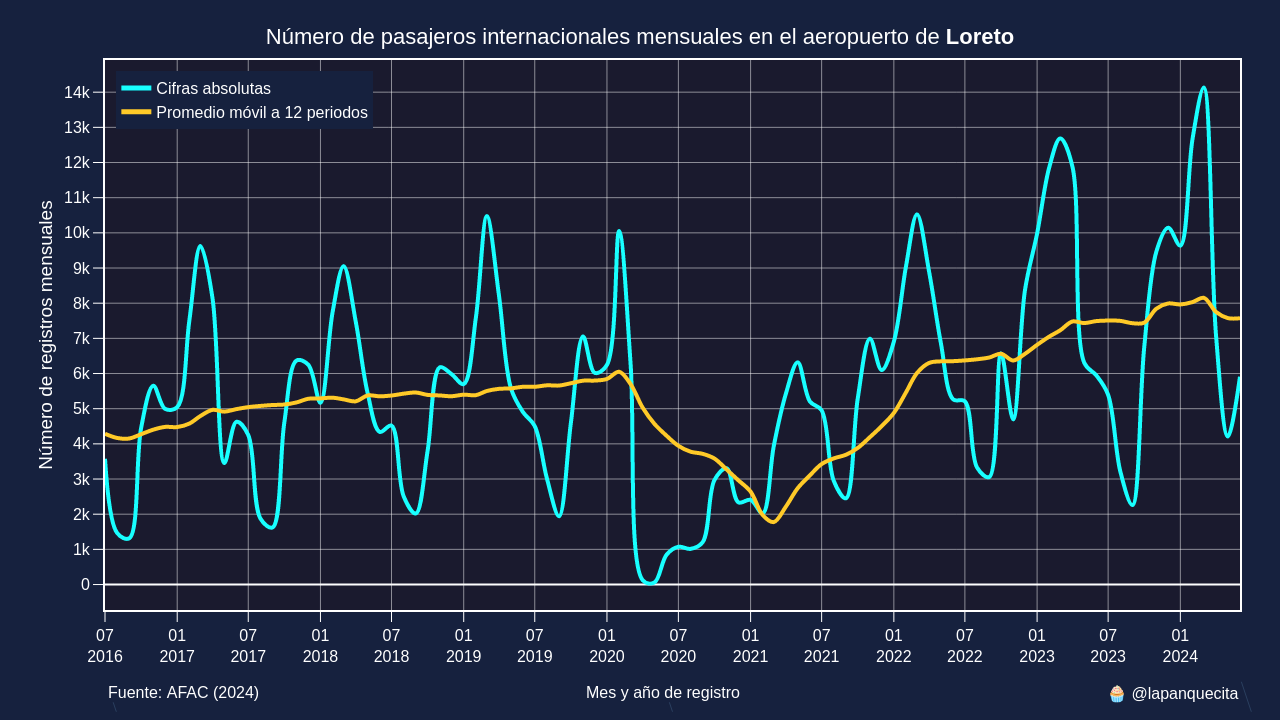 Número de pasajeros internacionales mensuales en el aeropuerto de Loreto
Cifras absolutas
Promedio móvil a 12 periodos
Número de registros mensuales
14k
13k
12k
11k
10k
9k
8k
7k
6k
5k
4k
3k
2k
1k
0
07 01 07 01 07 01 07 01 07 01 07 01 07 01 07 01
2016 2017 2017 2018 2018 2019 2019 2020 2020 2021 2021 2022 2022 2023 2023 2024
Fuente: AFAC (2024) Mes y año de registro 🧁 @lapanquecita